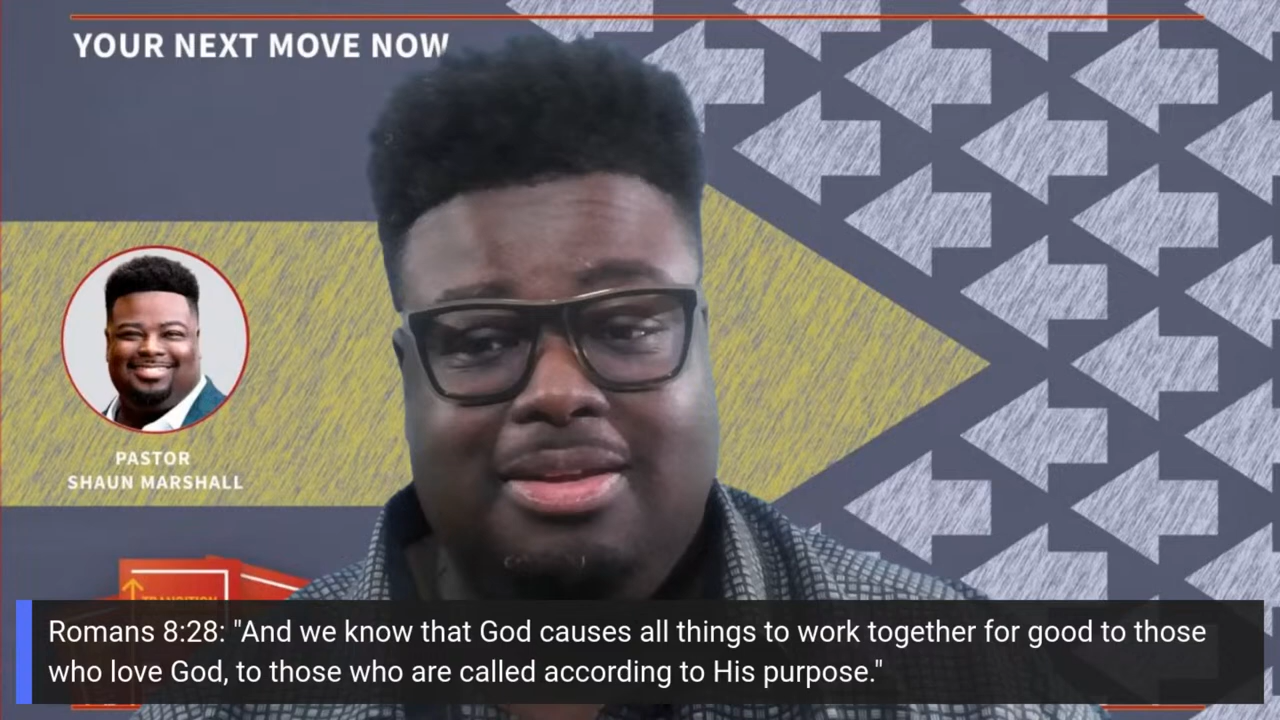 YOUR NEXT MOVE NOW
PASTOR
SHAUN MARSHALL
TRANSITION
Romans 8:28: "And we know that God causes all things to work together for good to those
who love God, to those who are called according to His purpose."